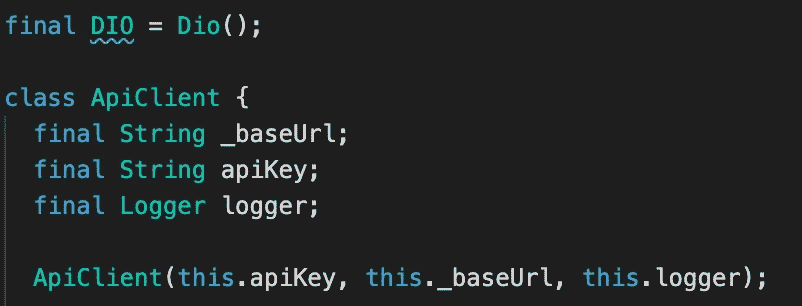 final DIO = Dio();
class ApiClient {
final String _baseUrl;
final String apiKey;
final Logger logger;
ApiClient(this.apiKey, this._baseUrl, this.logger);